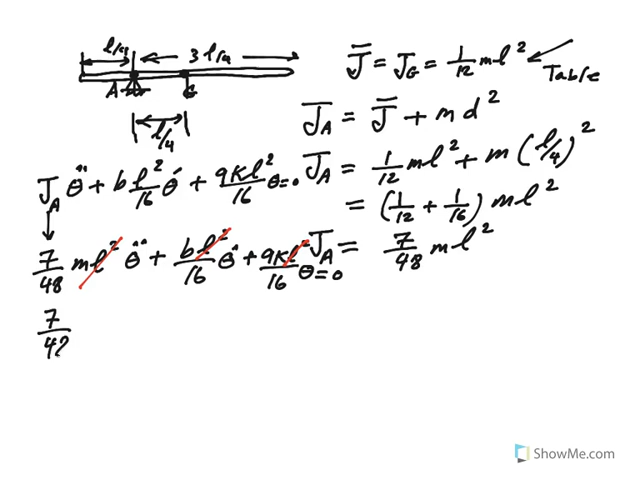 l/4 3l/4
A G
l/4
J̄ = J_G = 1/12 ml²
Table
J_A = J̄ + md²
J_A θ̈ + b l²/16 θ̇ + 9Kl²/16 θ=0
J_A = 1/12 ml² + m (l/4)²
= (1/12 + 1/16) ml²
7/48 ml² θ̈ + bl²/16 θ̇ + 9Kl²/16 θ=0
J_A = 7/48 ml²
7/48
ShowMe.com